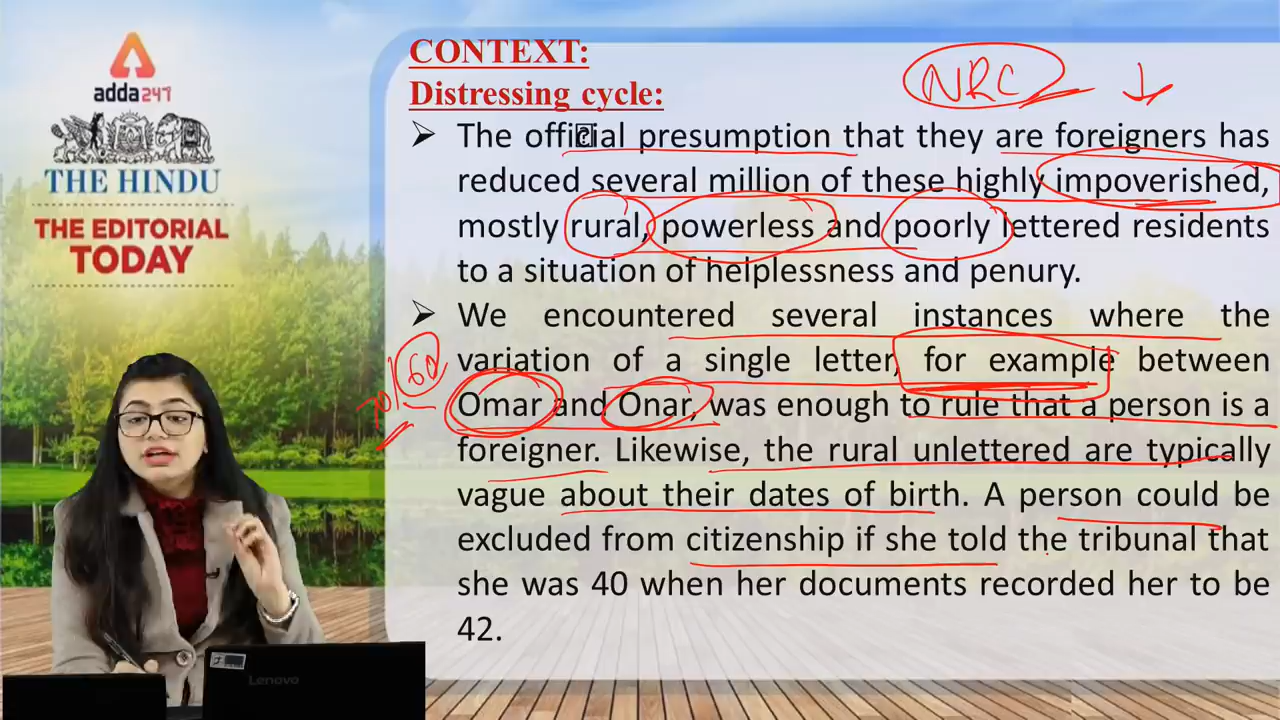 adda247
THE HINDU
THE EDITORIAL
TODAY
CONTEXT:
Distressing cycle:
NRC
The official presumption that they are foreigners has
reduced several million of these highly impoverished,
mostly rural, powerless and poorly lettered residents
to a situation of helplessness and penury.
We encountered several instances where the
variation of a single letter, for example between
Omar and Onar, was enough to rule that a person is a
foreigner. Likewise, the rural unlettered are typically
vague about their dates of birth. A person could be
excluded from citizenship if she told the tribunal that
she was 40 when her documents recorded her to be
42.
60
Lenovo